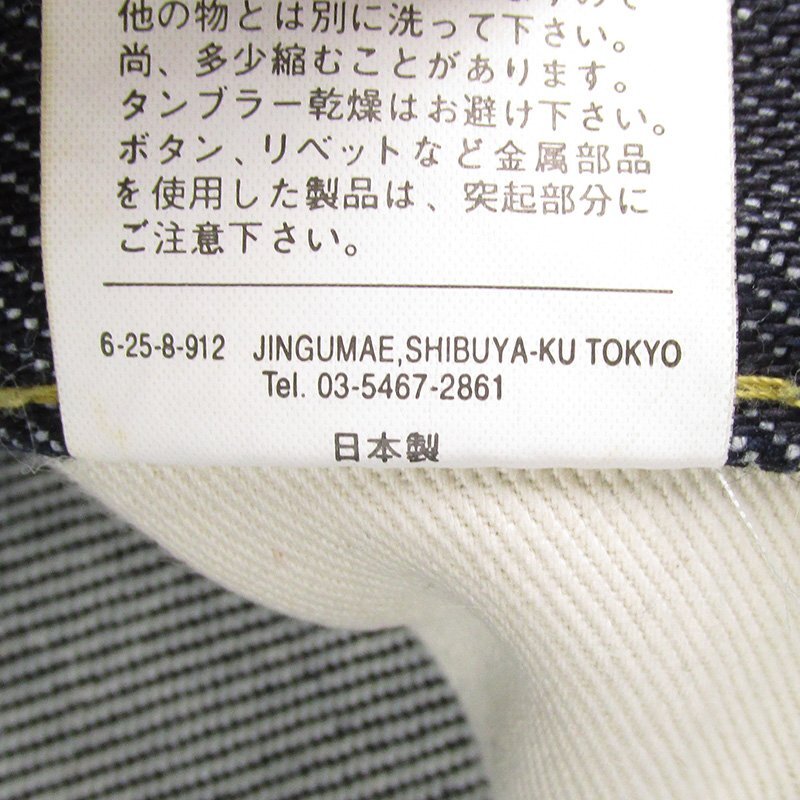 他の物とは別に洗って下さい。
尚、多少縮むことがあります。
タンブラー乾燥はお避け下さい。
ボタン、リベットなど金属部品
を使用した製品は、突起部分に
ご注意下さい。
6-25-8-912 JINGUMAE,SHIBUYA-KU TOKYO
Tel. 03-5467-2861
日本製